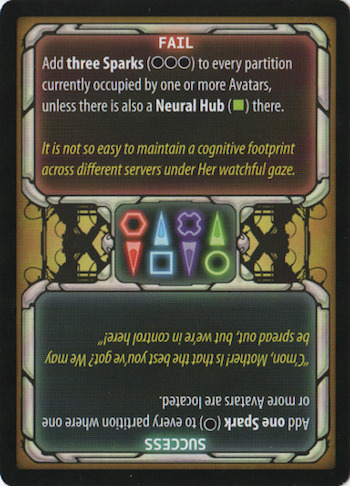 FAIL
Add three Sparks (○○○) to every partition
currently occupied by one or more Avatars,
unless there is also a Neural Hub (■) there.
It is not so easy to maintain a cognitive footprint
across different servers under Her watchful gaze.
SUCCESS
Add one Spark (○) to every partition where one
or more Avatars are located.
"C'mon, Mother! Is that the best you've got? We may
be spread out, but we're in control here!"